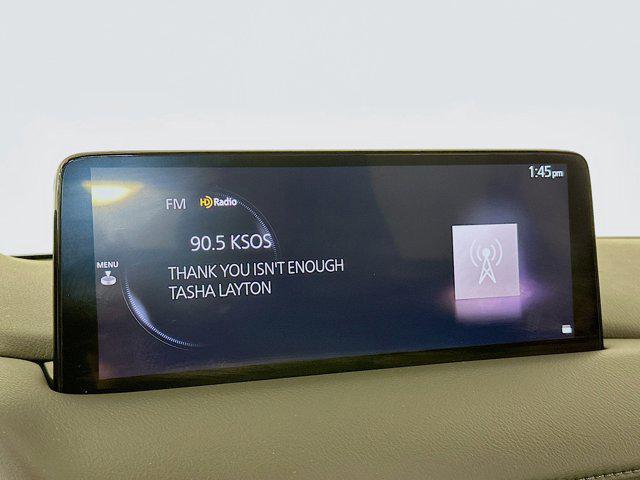 1:45pm
FM HD Radio
90.5 KSOS
MENU
THANK YOU ISN'T ENOUGH
TASHA LAYTON